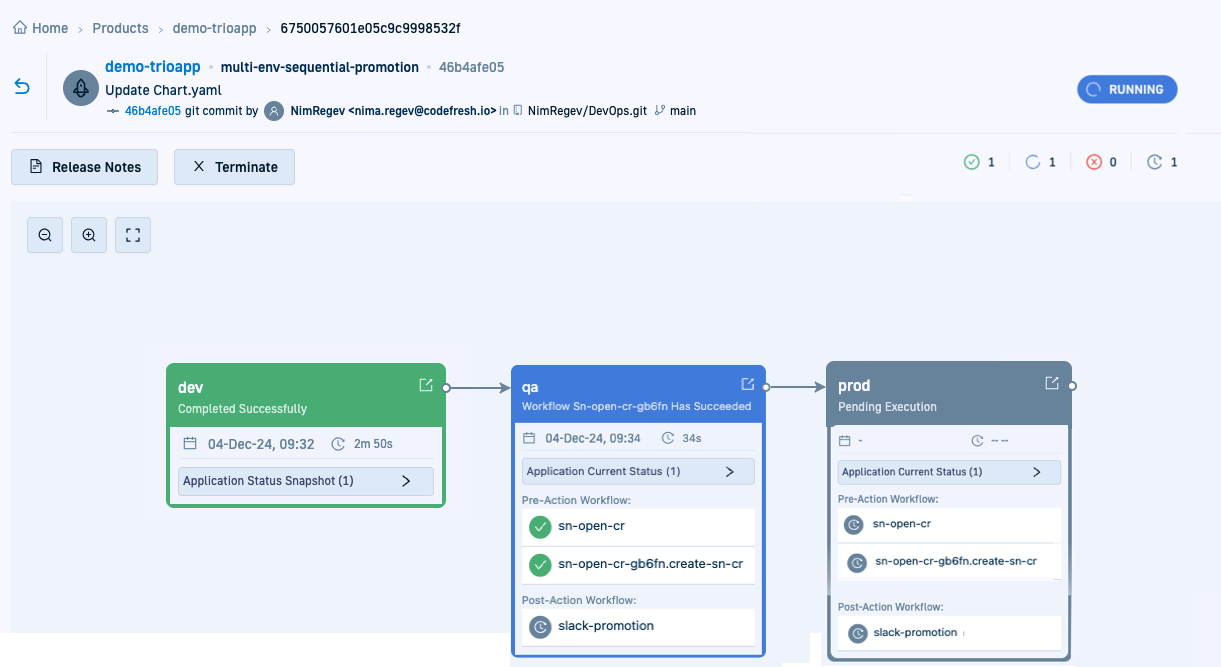 Home › Products › demo-trioapp › 6750057601e05c9c9998532f
demo-trioapp • multi-env-sequential-promotion • 46b4afe05
Update Chart.yaml
46b4afe05 git commit by NimRegev <nima.regev@codefresh.io> in NimRegev/DevOps.git main
RUNNING
Release Notes
Terminate
1
1
0
1
dev
Completed Successfully
04-Dec-24, 09:32 2m 50s
Application Status Snapshot (1)
qa
Workflow Sn-open-cr-gb6fn Has Succeeded
04-Dec-24, 09:34 34s
Application Current Status (1)
Pre-Action Workflow:
sn-open-cr
sn-open-cr-gb6fn.create-sn-cr
Post-Action Workflow:
slack-promotion
prod
Pending Execution
- -- --
Application Current Status (1)
Pre-Action Workflow:
sn-open-cr
sn-open-cr-gb6fn.create-sn-cr
Post-Action Workflow:
slack-promotion